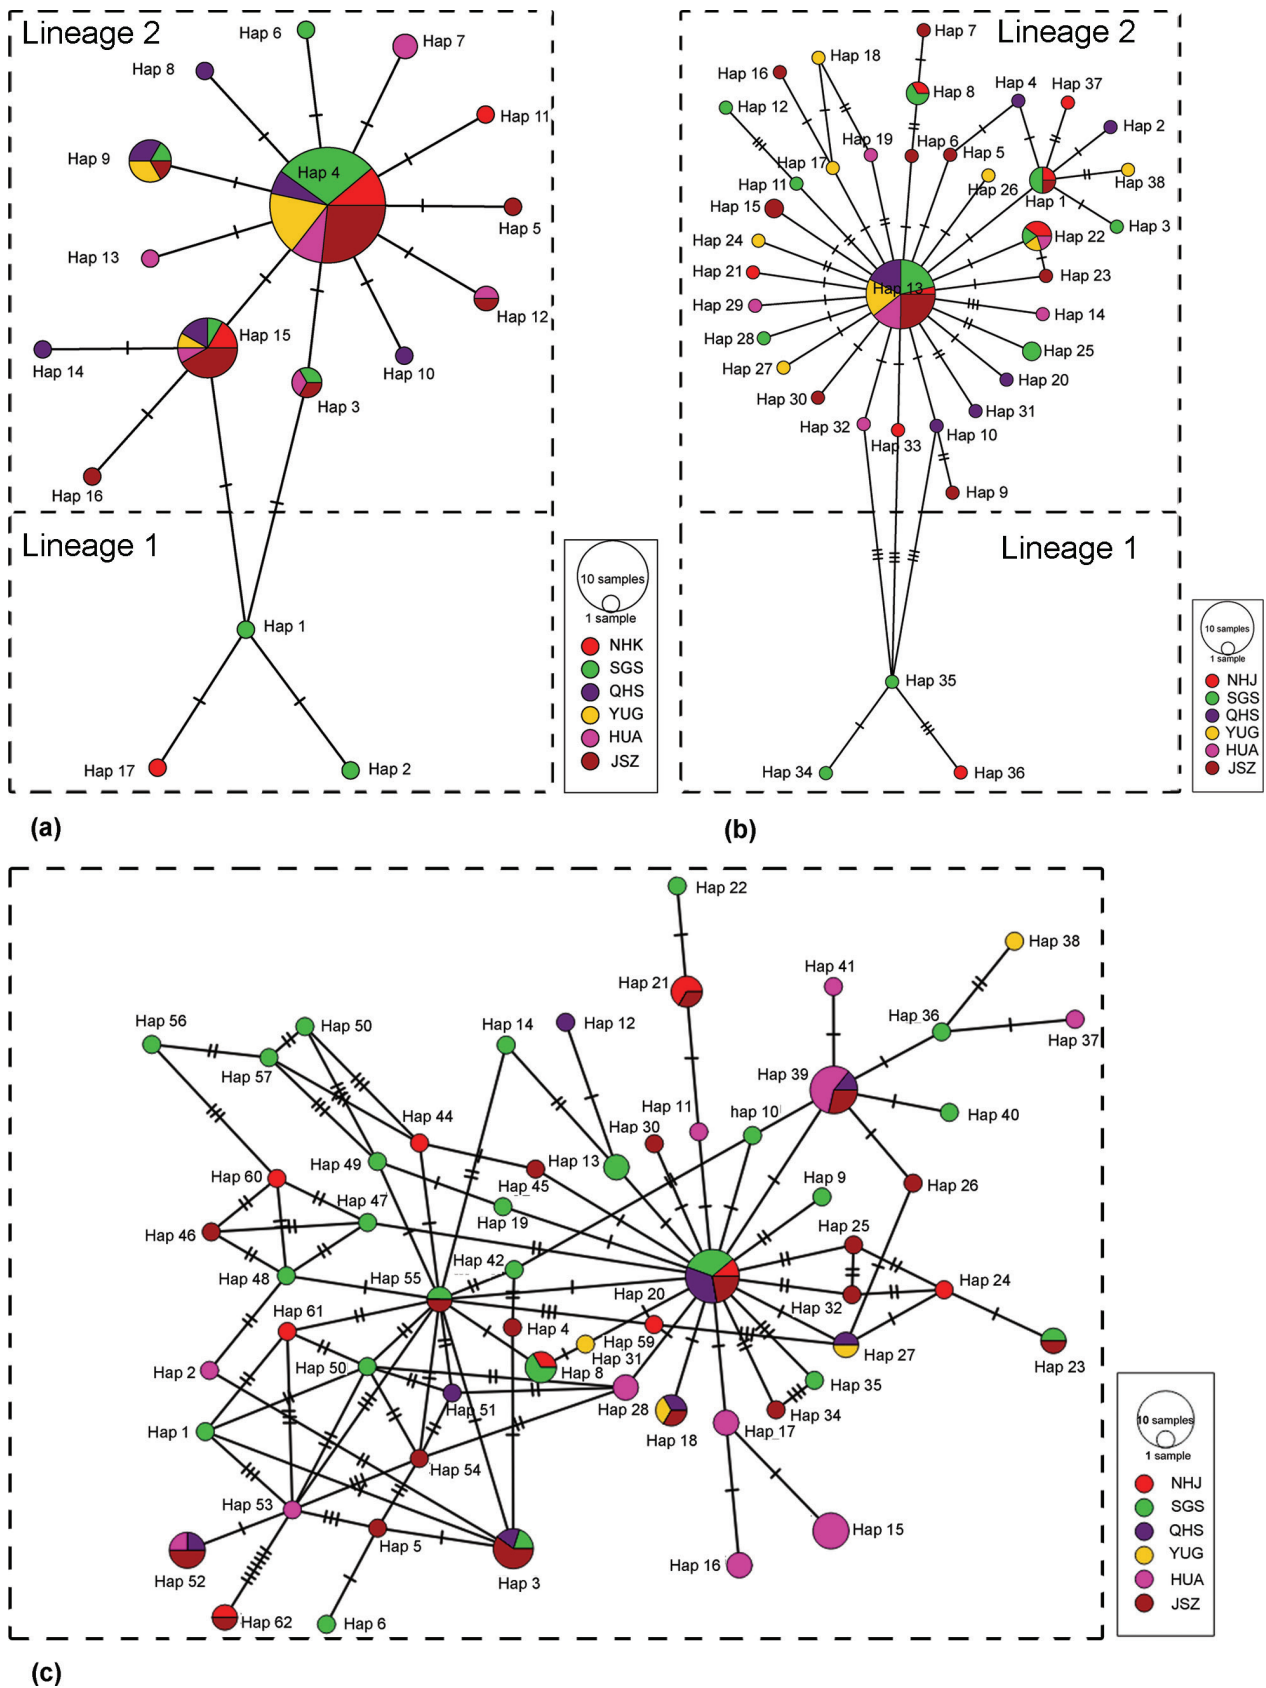 Lineage 2
Hap 6
Hap 7
Hap 8
Hap 11
Hap 9
Hap 4
Hap 5
Hap 13
Hap 12
Hap 15
Hap 14
Hap 10
Hap 3
Hap 16
Lineage 1
Hap 1
Hap 17
Hap 2
10 samples
1 sample
NHK
SGS
QHS
YUG
HUA
JSZ
(a)
Lineage 2
Hap 7
Hap 18
Hap 16
Hap 8
Hap 4
Hap 37
Hap 12
Hap 2
Hap 19
Hap 6
Hap 5
Hap 17
Hap 26
Hap 38
Hap 11
Hap 1
Hap 15
Hap 3
Hap 24
Hap 22
Hap 21
Hap 23
Hap 13
Hap 29
Hap 14
Hap 28
Hap 25
Hap 27
Hap 20
Hap 30
Hap 31
Hap 32
Hap 33
Hap 10
Hap 9
Lineage 1
Hap 35
Hap 34
Hap 36
10 samples
1 sample
NHJ
SGS
QHS
YUG
HUA
JSZ
(b)
Hap 22
Hap 38
Hap 41
Hap 21
Hap 56
Hap 50
Hap 14
Hap 12
Hap_36
Hap 37
Hap 57
Hap 39
Hap 11
hap 10
Hap 40
Hap 44
Hap 30
Hap 49
Hap 13
Hap 60
Hap_45
Hap 9
Hap 26
Hap 47
Hap 19
Hap 46
Hap 25
Hap 48
Hap 55
Hap 42
Hap 24
Hap 61
Hap 20
Hap 32
Hap 4
Hap 59
Hap 31
Hap 27
Hap 23
Hap 2
Hap 50
Hap 8
Hap 35
Hap 51
Hap 28
Hap 34
Hap 1
Hap 18
Hap_17
Hap 54
Hap 53
Hap 5
Hap 15
Hap 52
Hap 3
Hap 16
Hap 62
Hap 6
10 samples
1 sample
NHJ
SGS
QHS
YUG
HUA
JSZ
(c)